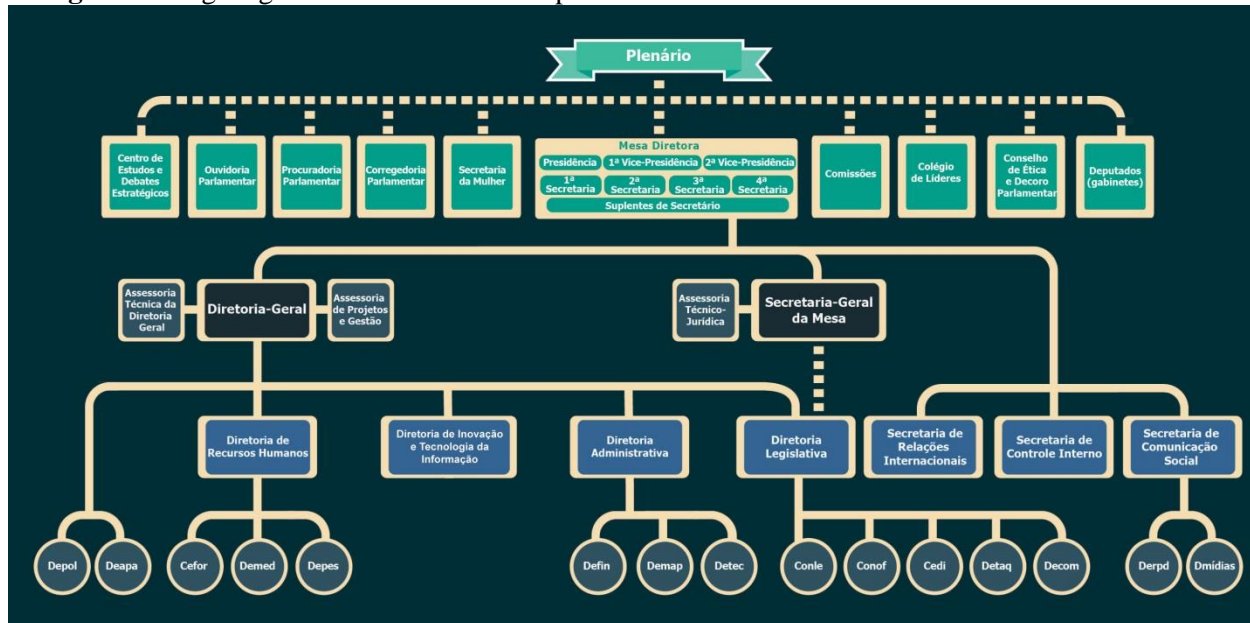 Plenário
Centro de
Estudos e
Debates
Estratégicos
Ouvidoria
Parlamentar
Procuradoria
Parlamentar
Corregedoria
Parlamentar
Secretaria
da Mulher
Mesa Diretora
Presidência
1ª Vice-Presidência
2ª Vice-Presidência
1ª
Secretaria
2ª
Secretaria
3ª
Secretaria
4ª
Secretaria
Suplentes de Secretário
Comissões
Colégio
de Líderes
Conselho
de Ética
e Decoro
Parlamentar
Deputados
(gabinetes)
Assessoria
Técnica da
Diretoria
Geral
Diretoria-Geral
Assessoria
de Projetos
e Gestão
Assessoria
Técnico-
Jurídica
Secretaria-Geral
da Mesa
Diretoria de
Recursos Humanos
Diretoria de Inovação
e Tecnologia da
Informação
Diretoria
Administrativa
Diretoria
Legislativa
Secretaria de
Relações
Internacionais
Secretaria de
Controle Interno
Secretaria de
Comunicação
Social
Depol
Deapa
Cefor
Demed
Depes
Defin
Demap
Detec
Conle
Conof
Cedi
Detaq
Decom
Derpd
Dmídias